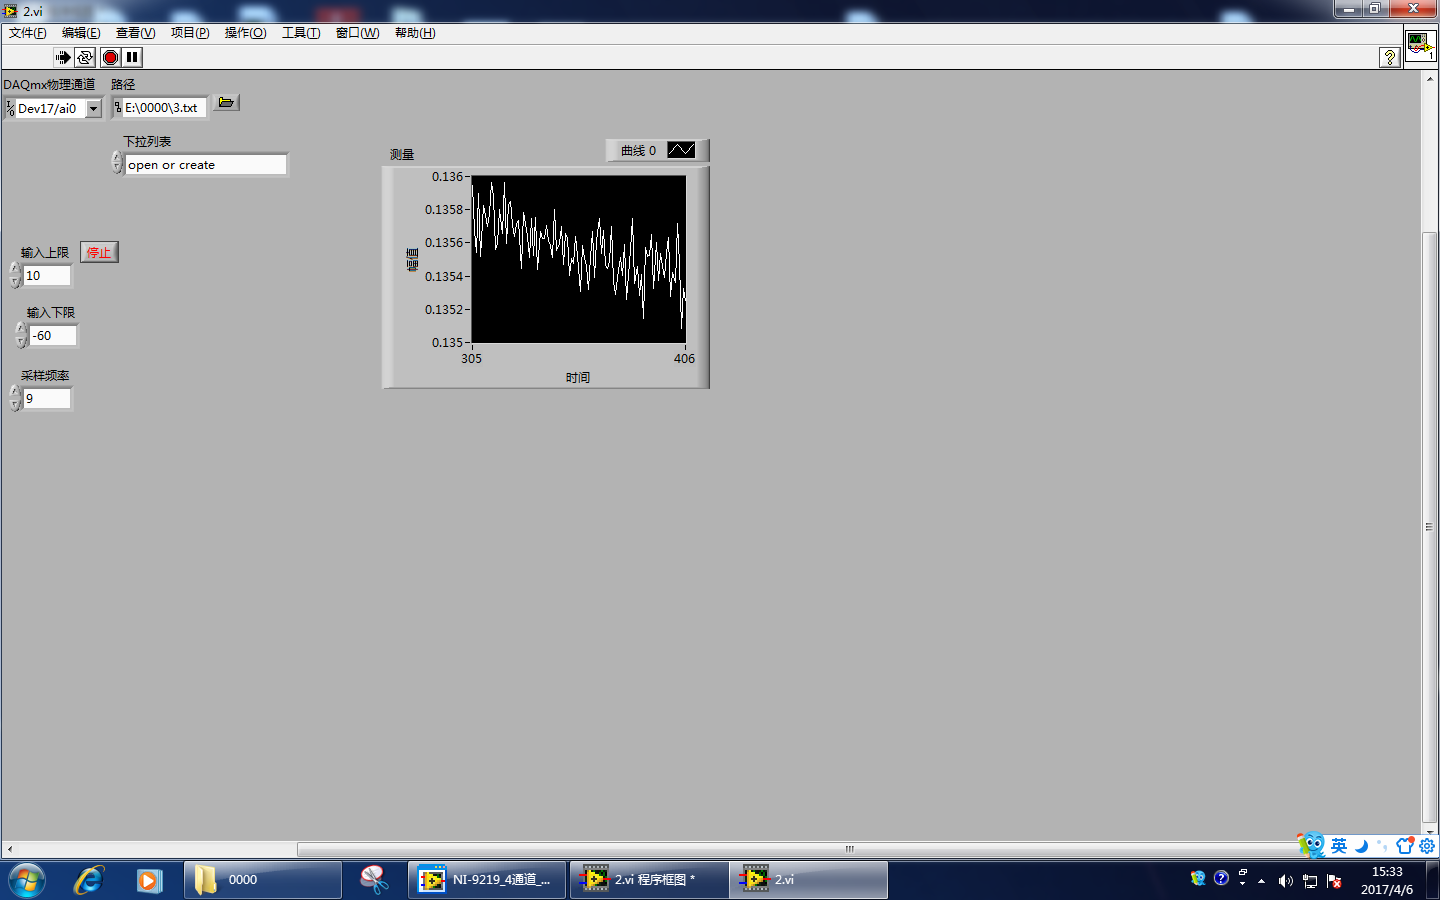 2.vi
文件(F) 编辑(E) 查看(V) 项目(P) 操作(O) 工具(T) 窗口(W) 帮助(H)
?
1
DAQmx物理通道 路径
I/O Dev17/ai0 E:\0000\3.txt
下拉列表
open or create
测量
曲线 0
0.136
0.1358
0.1356
0.1354
0.1352
0.135
幅值
305 406
时间
输入上限 停止
10
输入下限
-60
采样频率
9
英
0000
NI-9219_4通道_...
2.vi 程序框图 *
2.vi
15:33
2017/4/6